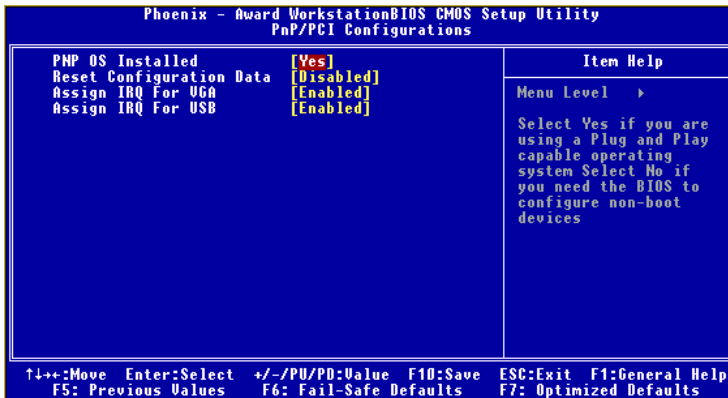 Phoenix - Award WorkstationBIOS CMOS Setup Utility
PnP/PCI Configurations
PNP OS Installed [Yes]
Reset Configuration Data [Disabled]
Assign IRQ For VGA [Enabled]
Assign IRQ For USB [Enabled]
Item Help
Menu Level ▸
Select Yes if you are
using a Plug and Play
capable operating
system Select No if
you need the BIOS to
configure non-boot
devices
↑↓→←:Move Enter:Select +/-/PU/PD:Value F10:Save ESC:Exit F1:General Help
F5: Previous Values F6: Fail-Safe Defaults F7: Optimized Defaults